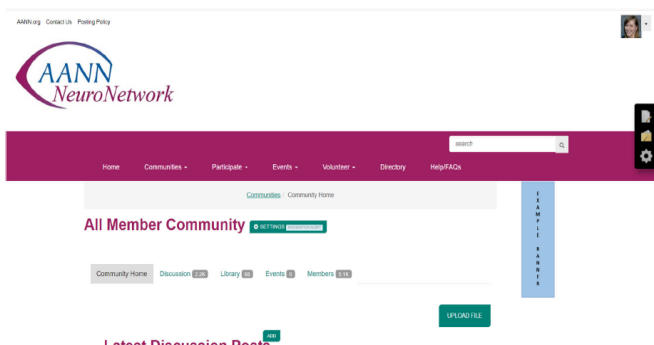 AANN.org Contact Us Posting Policy
AANN
NeuroNetwork
search
Home Communities Participate Events Volunteer Directory Help/FAQs
Communities / Community Home
All Member Community SETTINGS
Community Home Discussion 2.2K Library 60 Events 0 Members 5.1K
UPLOAD FILE
Latest Discussion Posts ADD
EXAMPLE BANNER